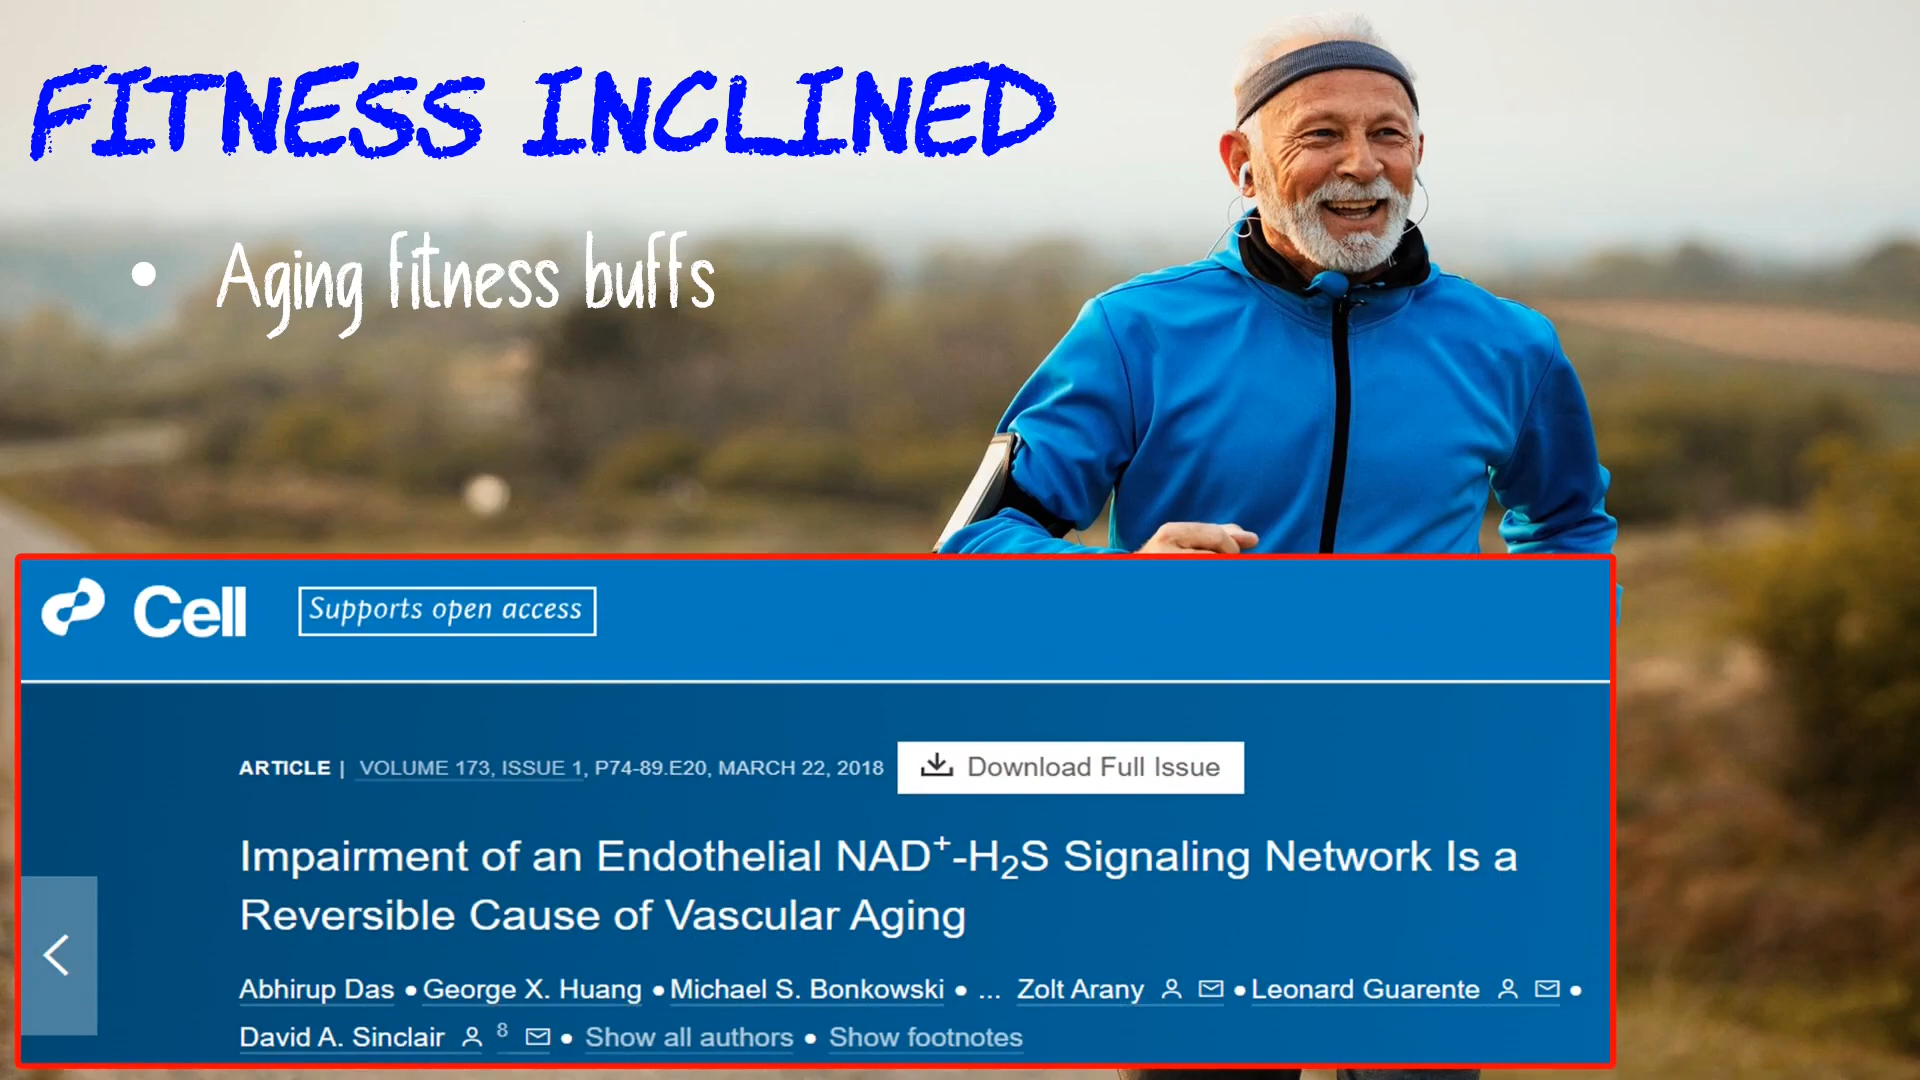 FITNESS INCLINED
• Aging fitness buffs
Cell Supports open access
ARTICLE | VOLUME 173, ISSUE 1, P74-89.E20, MARCH 22, 2018 Download Full Issue
Impairment of an Endothelial NAD⁺-H₂S Signaling Network Is a
Reversible Cause of Vascular Aging
Abhirup Das • George X. Huang • Michael S. Bonkowski • ... Zolt Arany • Leonard Guarente •
David A. Sinclair 8 • Show all authors • Show footnotes